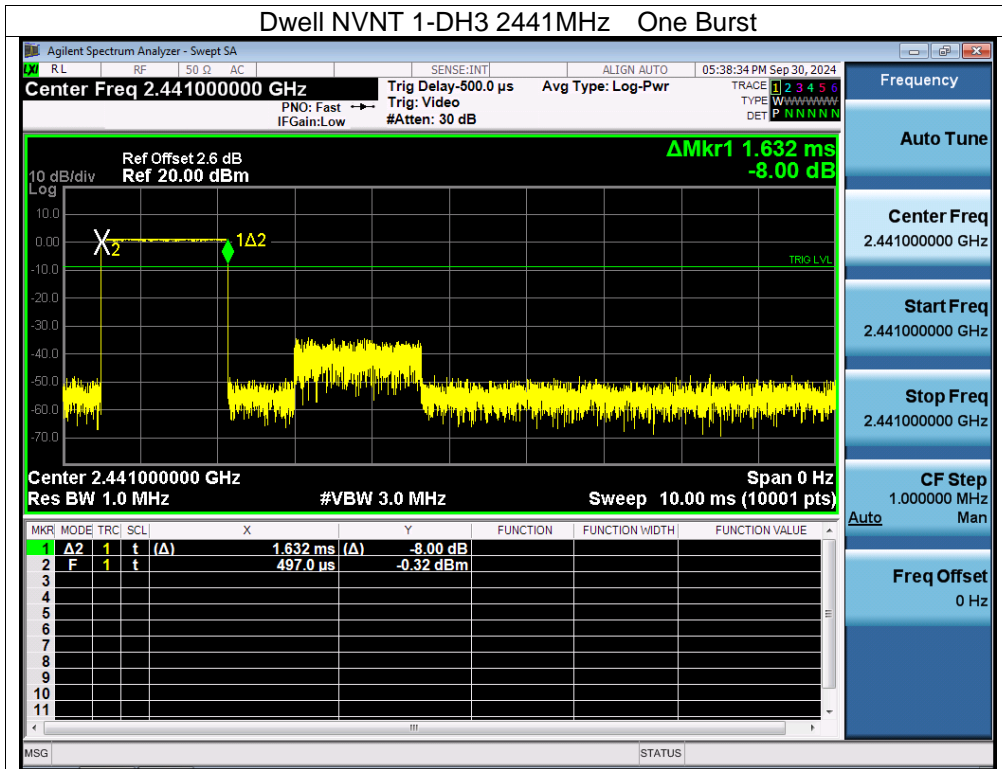 Dwell NVNT 1-DH3 2441MHz One Burst
Agilent Spectrum Analyzer - Swept SA
LXI RL RF 50 Ω AC SENSE:INT ALIGN AUTO 05:38:34 PM Sep 30, 2024
Center Freq 2.441000000 GHz
PNO: Fast
IFGain:Low
Trig Delay-500.0 µs
Trig: Video
#Atten: 30 dB
Avg Type: Log-Pwr
TRACE 1 2 3 4 5 6
TYPE WWWWWW
DET P NNNNN
Frequency
Auto Tune
Center Freq
2.441000000 GHz
Start Freq
2.441000000 GHz
Stop Freq
2.441000000 GHz
CF Step
1.000000 MHz
Auto Man
Freq Offset
0 Hz
ΔMkr1 1.632 ms
-8.00 dB
Ref Offset 2.6 dB
10 dB/div Ref 20.00 dBm
Log
10.0
0.00
-10.0
-20.0
-30.0
-40.0
-50.0
-60.0
-70.0
X2
1Δ2
TRIG LVL
Center 2.441000000 GHz Span 0 Hz
Res BW 1.0 MHz #VBW 3.0 MHz Sweep 10.00 ms (10001 pts)
MKR MODE TRC SCL X Y FUNCTION FUNCTION WIDTH FUNCTION VALUE
1 Δ2 1 t (Δ) 1.632 ms (Δ) -8.00 dB
2 F 1 t 497.0 µs -0.32 dBm
3
4
5
6
7
8
9
10
11
MSG STATUS